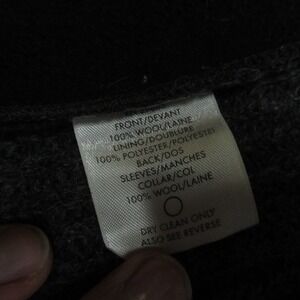 FRONT/DEVANT
100% WOOL/LAINE
LINING/DOUBLURE
100% POLYESTER/POLYESTER
BACK/DOS
SLEEVES/MANCHES
COLLAR/COL
100% WOOL/LAINE
DRY CLEAN ONLY
ALSO SEE REVERSE